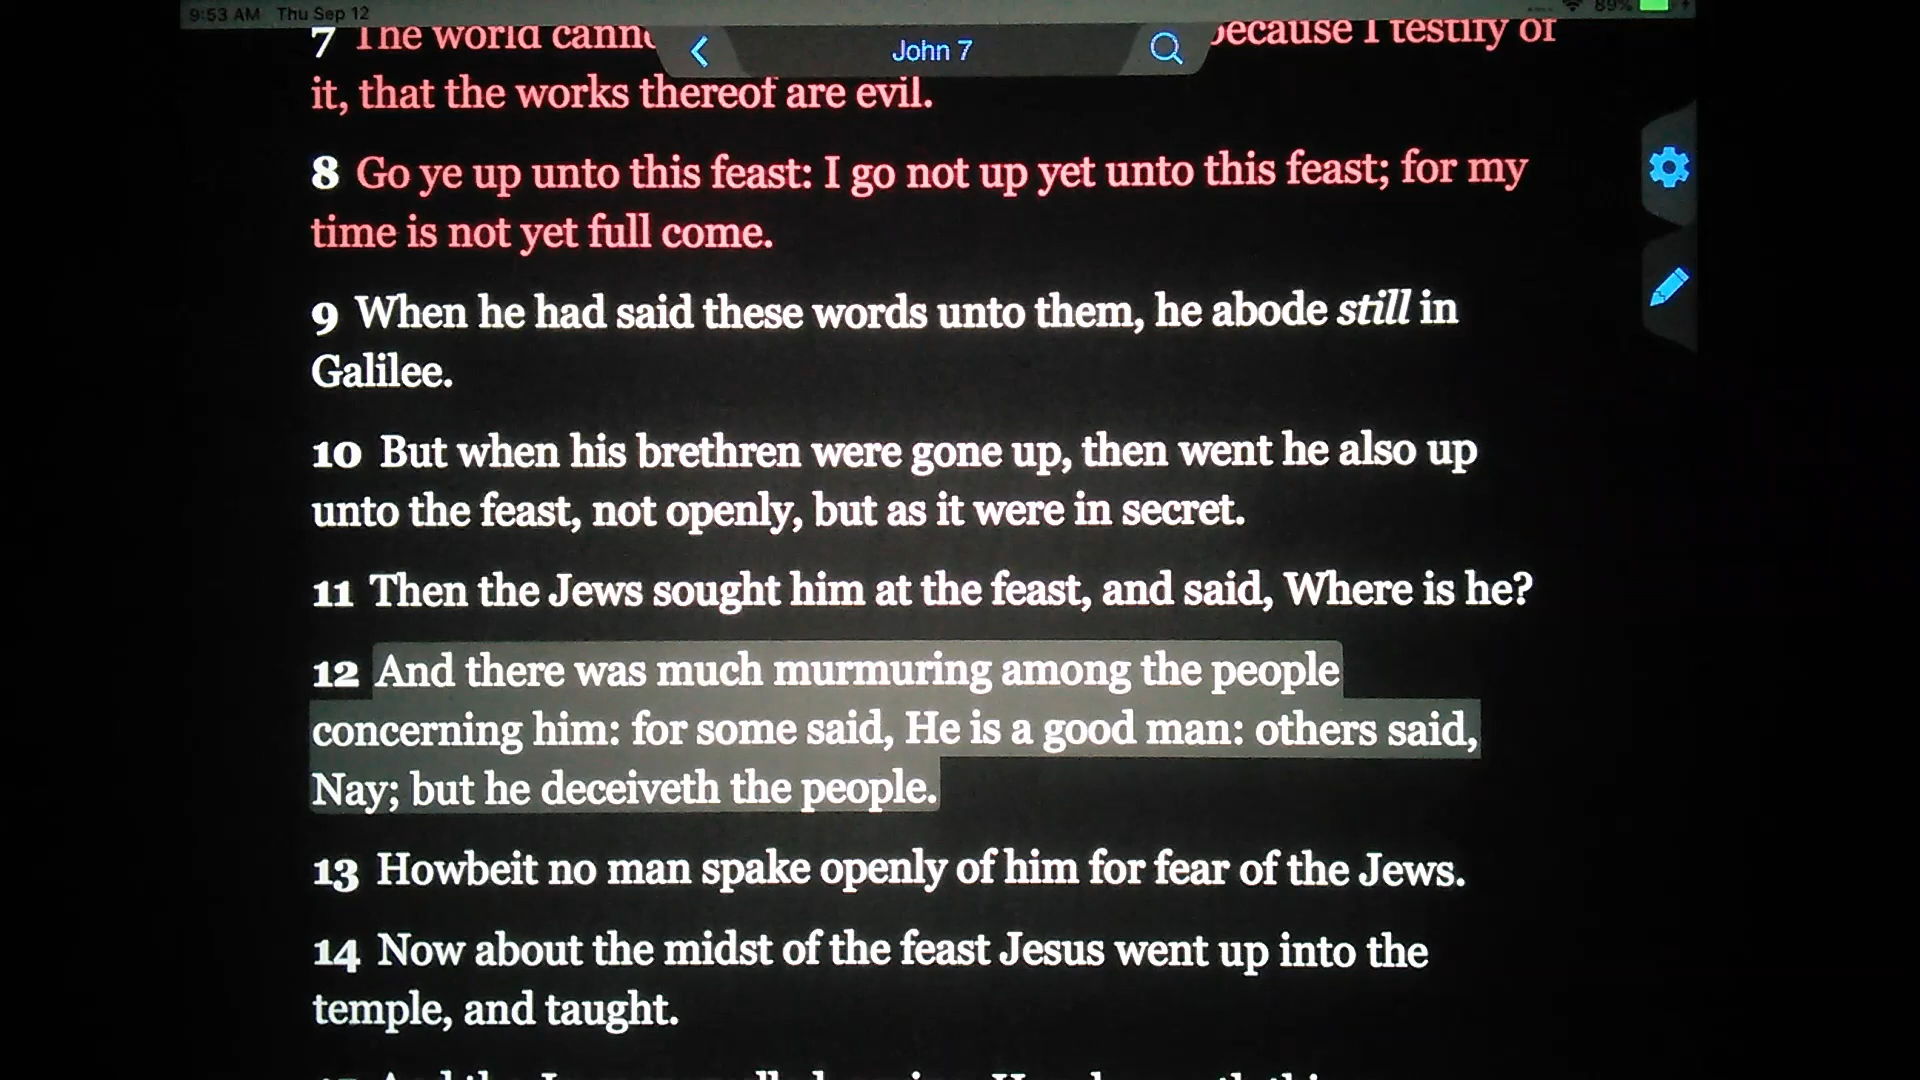 9:53 AM Thu Sep 12
89%
John 7
7 The world because I testify of
it, that the works thereof are evil.
8 Go ye up unto this feast: I go not up yet unto this feast; for my
time is not yet full come.
9 When he had said these words unto them, he abode still in
Galilee.
10 But when his brethren were gone up, then went he also up
unto the feast, not openly, but as it were in secret.
11 Then the Jews sought him at the feast, and said, Where is he?
12 And there was much murmuring among the people
concerning him: for some said, He is a good man: others said,
Nay; but he deceiveth the people.
13 Howbeit no man spake openly of him for fear of the Jews.
14 Now about the midst of the feast Jesus went up into the
temple, and taught.